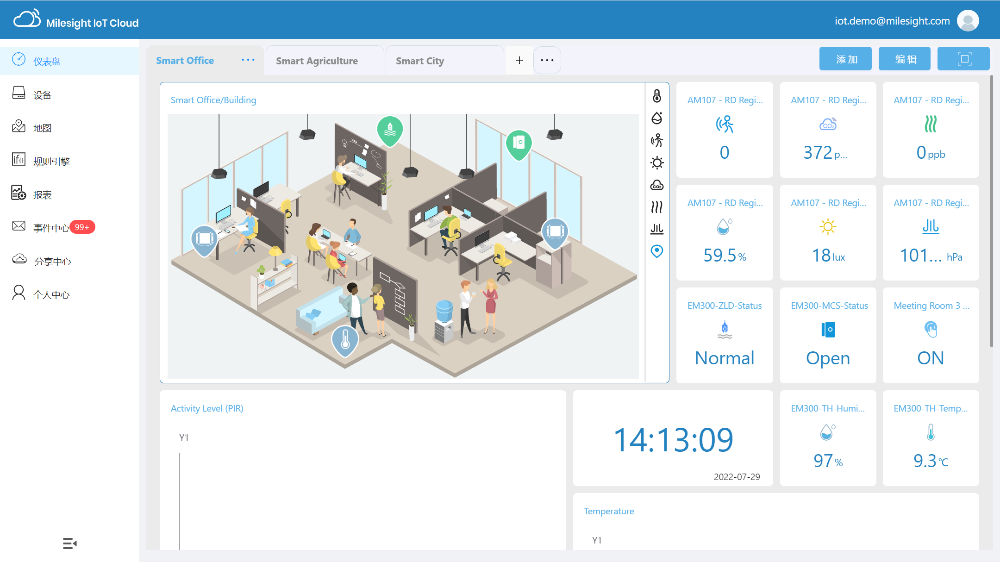 Milesight IoT Cloud
iot.demo@milesight.com
仪表盘
设备
地图
规则引擎
报表
事件中心 99+
分享中心
个人中心
Smart Office ...
Smart Agriculture
Smart City
+
...
添加
编辑
Smart Office/Building
IDEA
AM107 - RD Regi...
0
AM107 - RD Regi...
CO₂
372 p...
AM107 - RD Regi...
0 ppb
AM107 - RD Regi...
59.5 %
AM107 - RD Regi...
18 lux
AM107 - RD Regi...
101... hPa
EM300-ZLD-Status
Normal
EM300-MCS-Status
Open
Meeting Room 3 ...
ON
Activity Level (PIR)
Y1
14:13:09
2022-07-29
EM300-TH-Humi...
97 %
EM300-TH-Temp...
9.3 ℃
Temperature
Y1
if()
CO₂